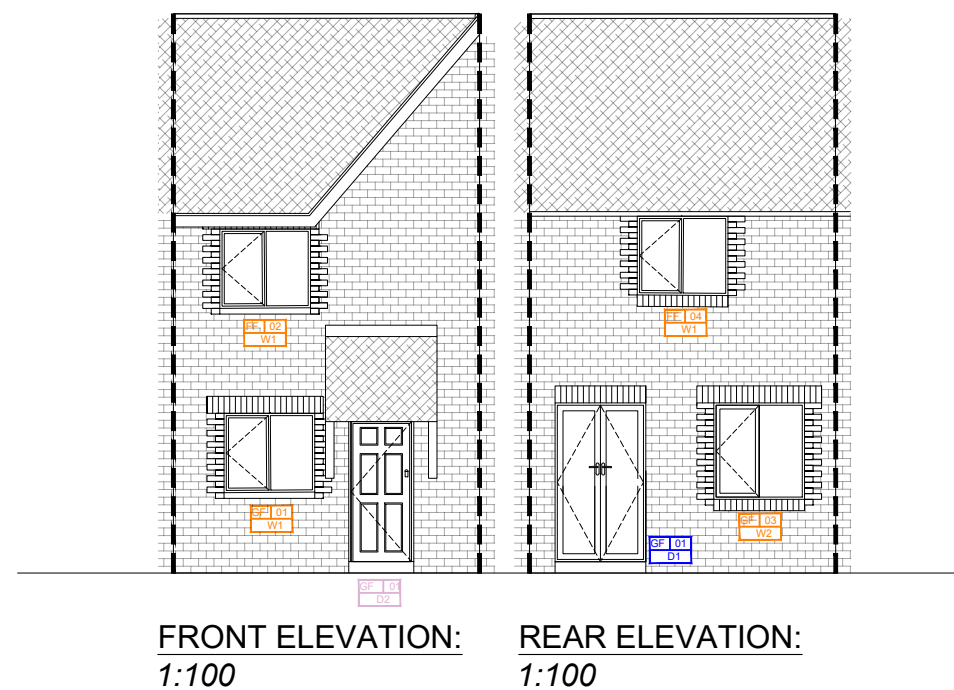 FF, 02
W1
GF 01
W1
GF 01
D2
FF 04
W1
GF 01
D1
GF 03
W2
FRONT ELEVATION:
1:100
REAR ELEVATION:
1:100